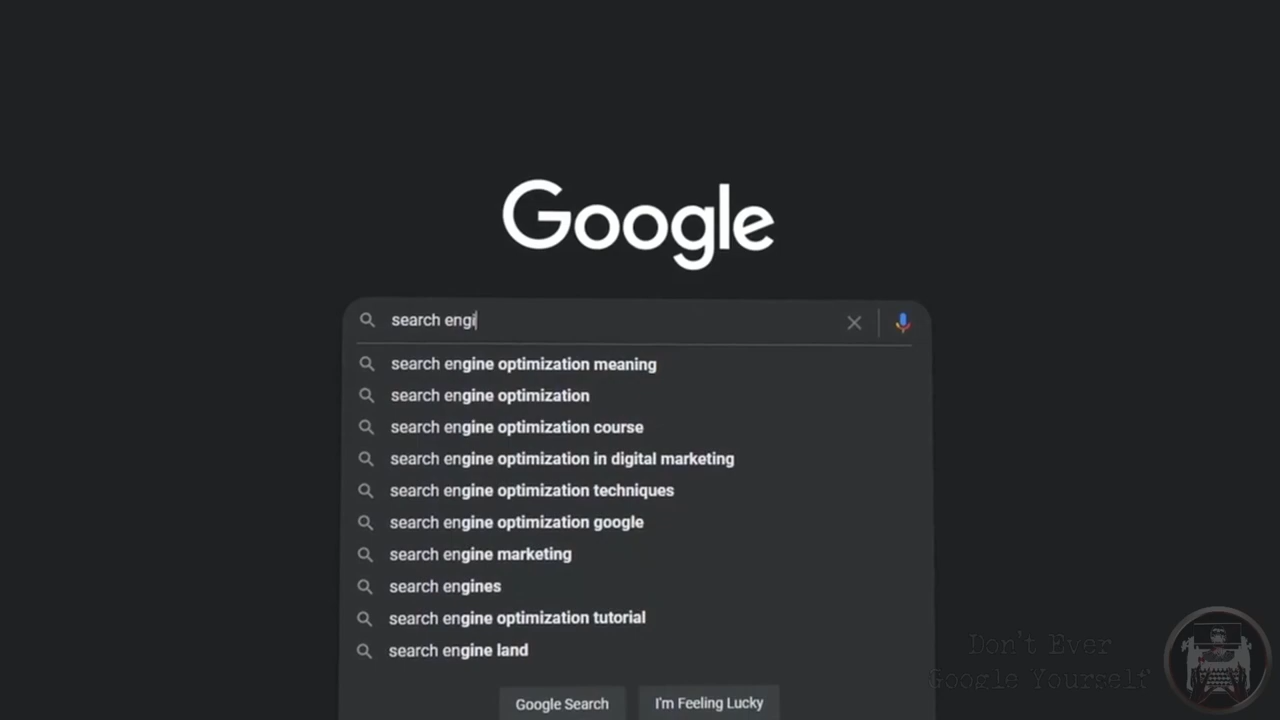 Google
search engi
search engine optimization meaning
search engine optimization
search engine optimization course
search engine optimization in digital marketing
search engine optimization techniques
search engine optimization google
search engine marketing
search engines
search engine optimization tutorial
search engine land
Google Search
I'm Feeling Lucky
Don't Ever
Google Yourself